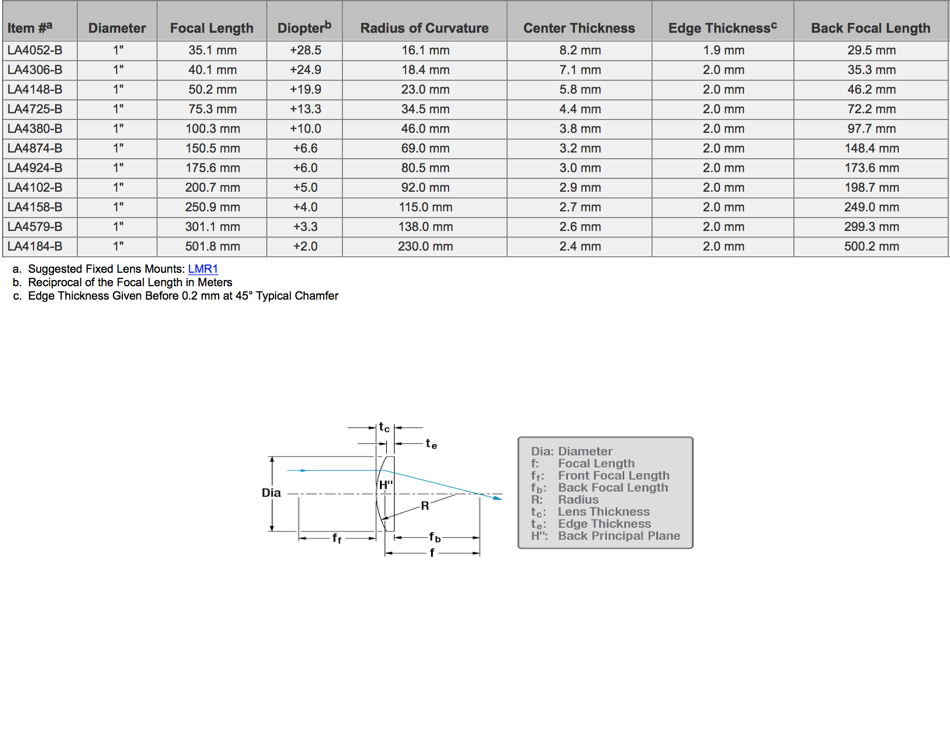 Item #a Diameter Focal Length Diopterb Radius of Curvature Center Thickness Edge Thicknessc Back Focal Length
LA4052-B 1" 35.1 mm +28.5 16.1 mm 8.2 mm 1.9 mm 29.5 mm
LA4306-B 1" 40.1 mm +24.9 18.4 mm 7.1 mm 2.0 mm 35.3 mm
LA4148-B 1" 50.2 mm +19.9 23.0 mm 5.8 mm 2.0 mm 46.2 mm
LA4725-B 1" 75.3 mm +13.3 34.5 mm 4.4 mm 2.0 mm 72.2 mm
LA4380-B 1" 100.3 mm +10.0 46.0 mm 3.8 mm 2.0 mm 97.7 mm
LA4874-B 1" 150.5 mm +6.6 69.0 mm 3.2 mm 2.0 mm 148.4 mm
LA4924-B 1" 175.6 mm +6.0 80.5 mm 3.0 mm 2.0 mm 173.6 mm
LA4102-B 1" 200.7 mm +5.0 92.0 mm 2.9 mm 2.0 mm 198.7 mm
LA4158-B 1" 250.9 mm +4.0 115.0 mm 2.7 mm 2.0 mm 249.0 mm
LA4579-B 1" 301.1 mm +3.3 138.0 mm 2.6 mm 2.0 mm 299.3 mm
LA4184-B 1" 501.8 mm +2.0 230.0 mm 2.4 mm 2.0 mm 500.2 mm
a. Suggested Fixed Lens Mounts: LMR1
b. Reciprocal of the Focal Length in Meters
c. Edge Thickness Given Before 0.2 mm at 45° Typical Chamfer
tc
te
H"
Dia
R
ff
fb
f
Dia: Diameter
f: Focal Length
ff: Front Focal Length
fb: Back Focal Length
R: Radius
tc: Lens Thickness
te: Edge Thickness
H": Back Principal Plane